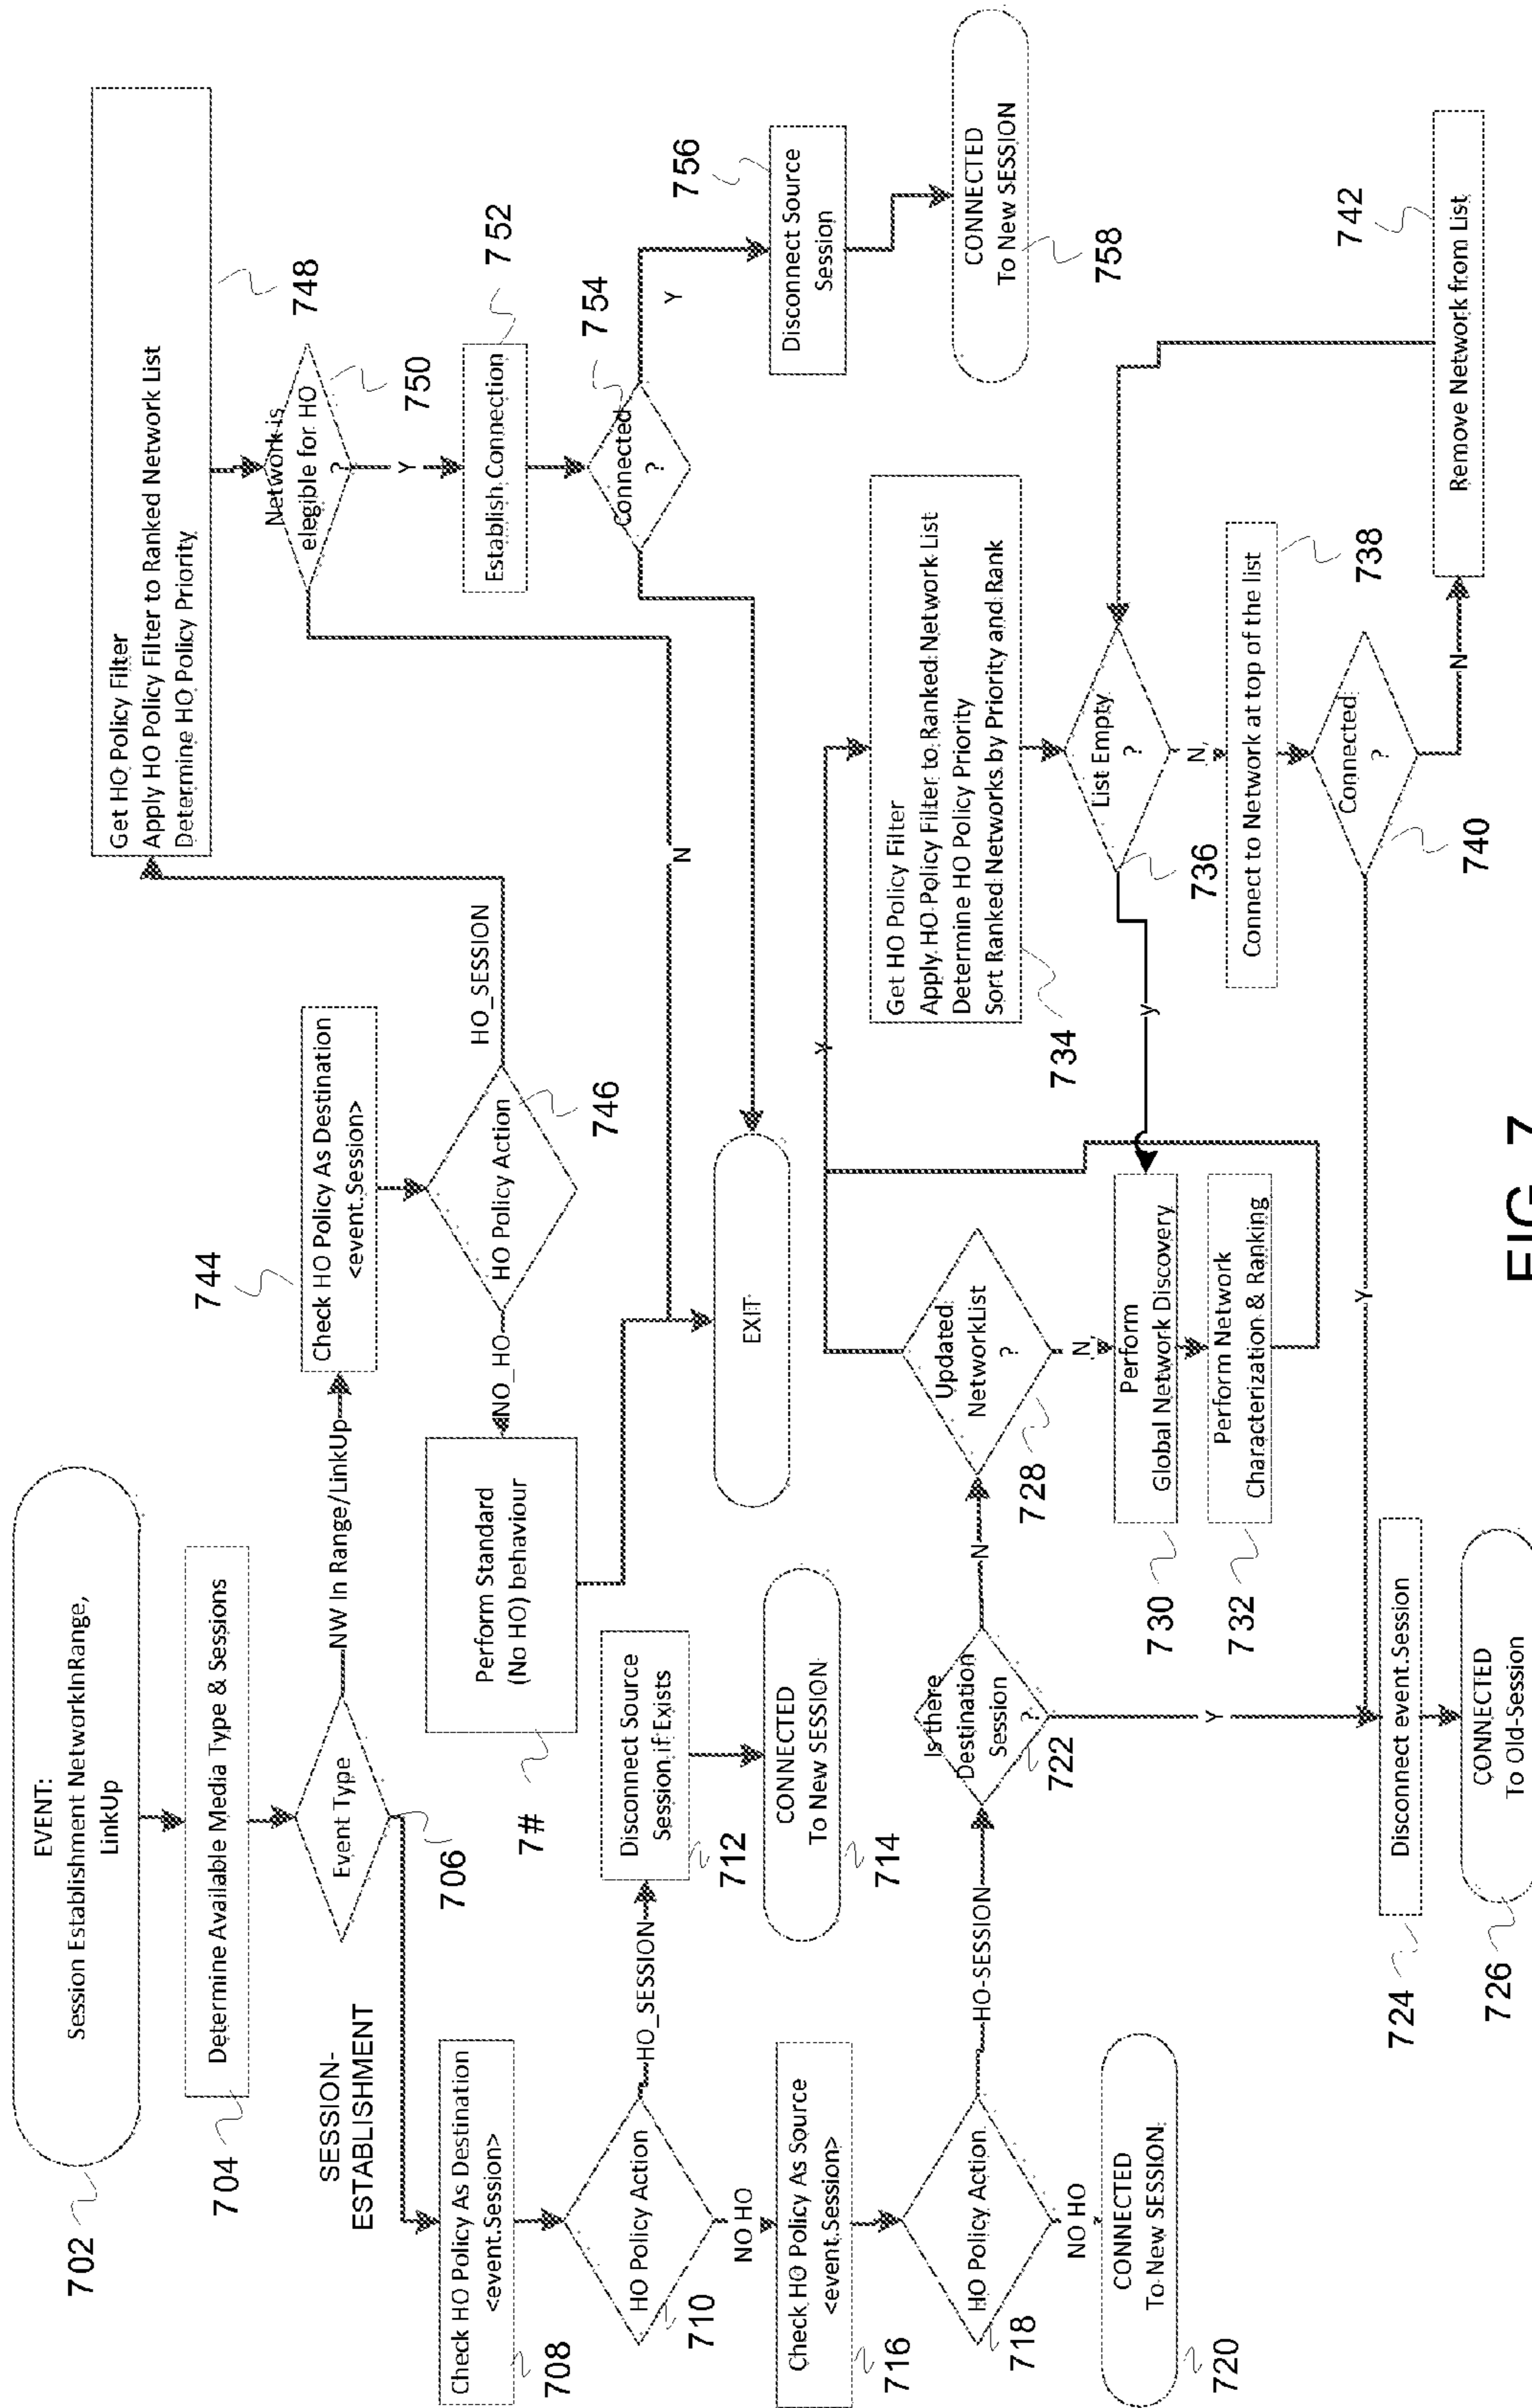 EVENT:
Session Establishment NetworkInRange,
LinkUp
702
Determine Available Media Type & Sessions
704
Event Type
706
NW In Range/LinkUp
SESSION-
ESTABLISHMENT
Check HO Policy As Destination
<event.Session>
708
HO Policy Action
710
HO_SESSION
Disconnect Source
Session if Exists
712
CONNECTED
To New SESSION
714
NO HO
Check HO Policy As Source
<event.Session>
716
HO Policy Action
718
HO-SESSION
NO HO
CONNECTED
To New SESSION
720
Is there
Destination
Session
?
722
Y
Disconnect event.Session
724
CONNECTED
To Old-Session
726
N
Updated
NetworkList
?
728
Y
N
Perform
Global Network Discovery
730
Perform Network
Characterization & Ranking
732
Get HO Policy Filter
Apply HO Policy Filter to Ranked Network List
Determine HO Policy Priority
Sort Ranked Networks by Priority and Rank
734
List Empty
?
736
y
N
Connect to Network at top of the list
738
Connected
?
740
Y
N
Remove Network from List
742
Check HO Policy As Destination
<event.Session>
744
HO Policy Action
746
NO_HO
Perform Standard
(No HO) behaviour
7#
EXIT
HO_SESSION
Get HO Policy Filter
Apply HO Policy Filter to Ranked Network List
Determine HO Policy Priority
748
Network is
elegible for HO
?
750
N
Y
Establish Connection
752
Connected
?
754
Y
Disconnect Source
Session
756
CONNECTED
To New SESSION
758
FIG. 7